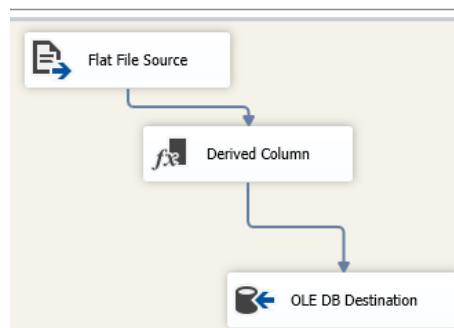 Flat File Source
Derived Column
OLE DB Destination